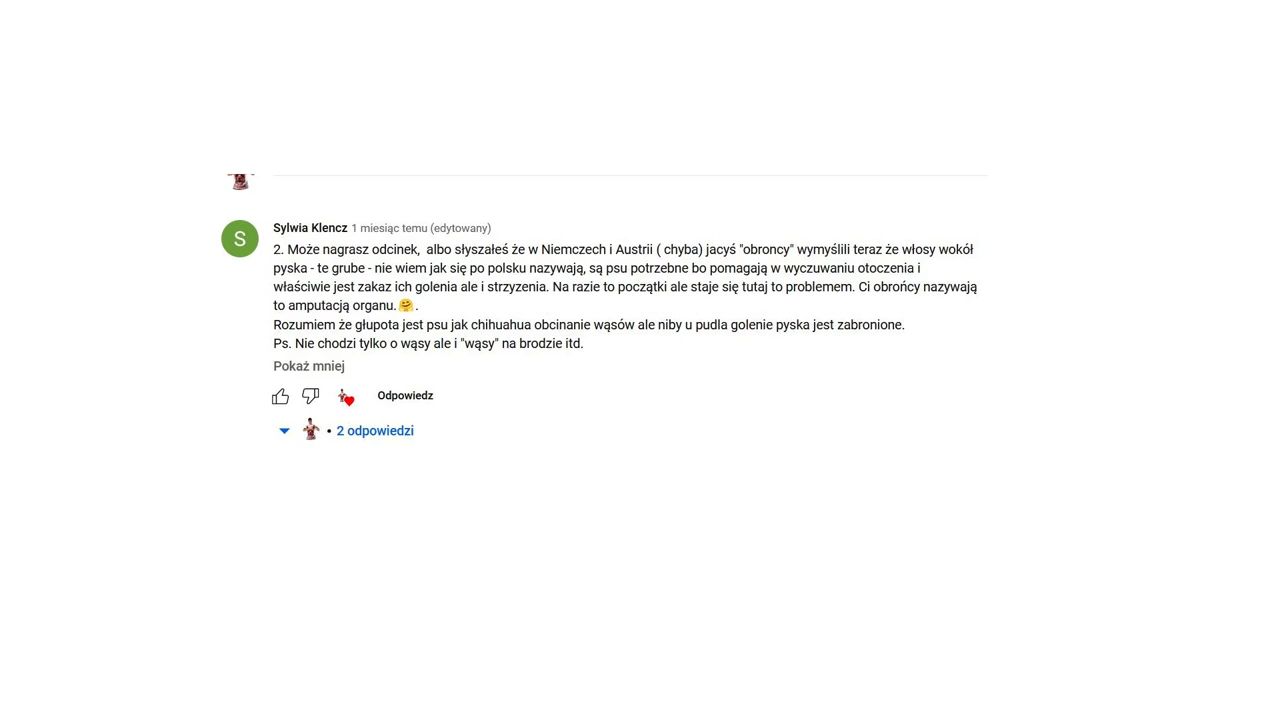 S
Sylwia Klencz 1 miesiąc temu (edytowany)
2. Może nagrasz odcinek, albo słyszałeś że w Niemczech i Austrii ( chyba) jacyś "obroncy" wymyślili teraz że włosy wokół
pyska - te grube - nie wiem jak się po polsku nazywają, są psu potrzebne bo pomagają w wyczuwaniu otoczenia i
właściwie jest zakaz ich golenia ale i strzyzenia. Na razie to początki ale staje się tutaj to problemem. Ci obrońcy nazywają
to amputacją organu.🤗.
Rozumiem że głupota jest psu jak chihuahua obcinanie wąsów ale niby u pudla golenie pyska jest zabronione.
Ps. Nie chodzi tylko o wąsy ale i "wąsy" na brodzie itd.
Pokaż mniej
Odpowiedz
• 2 odpowiedzi